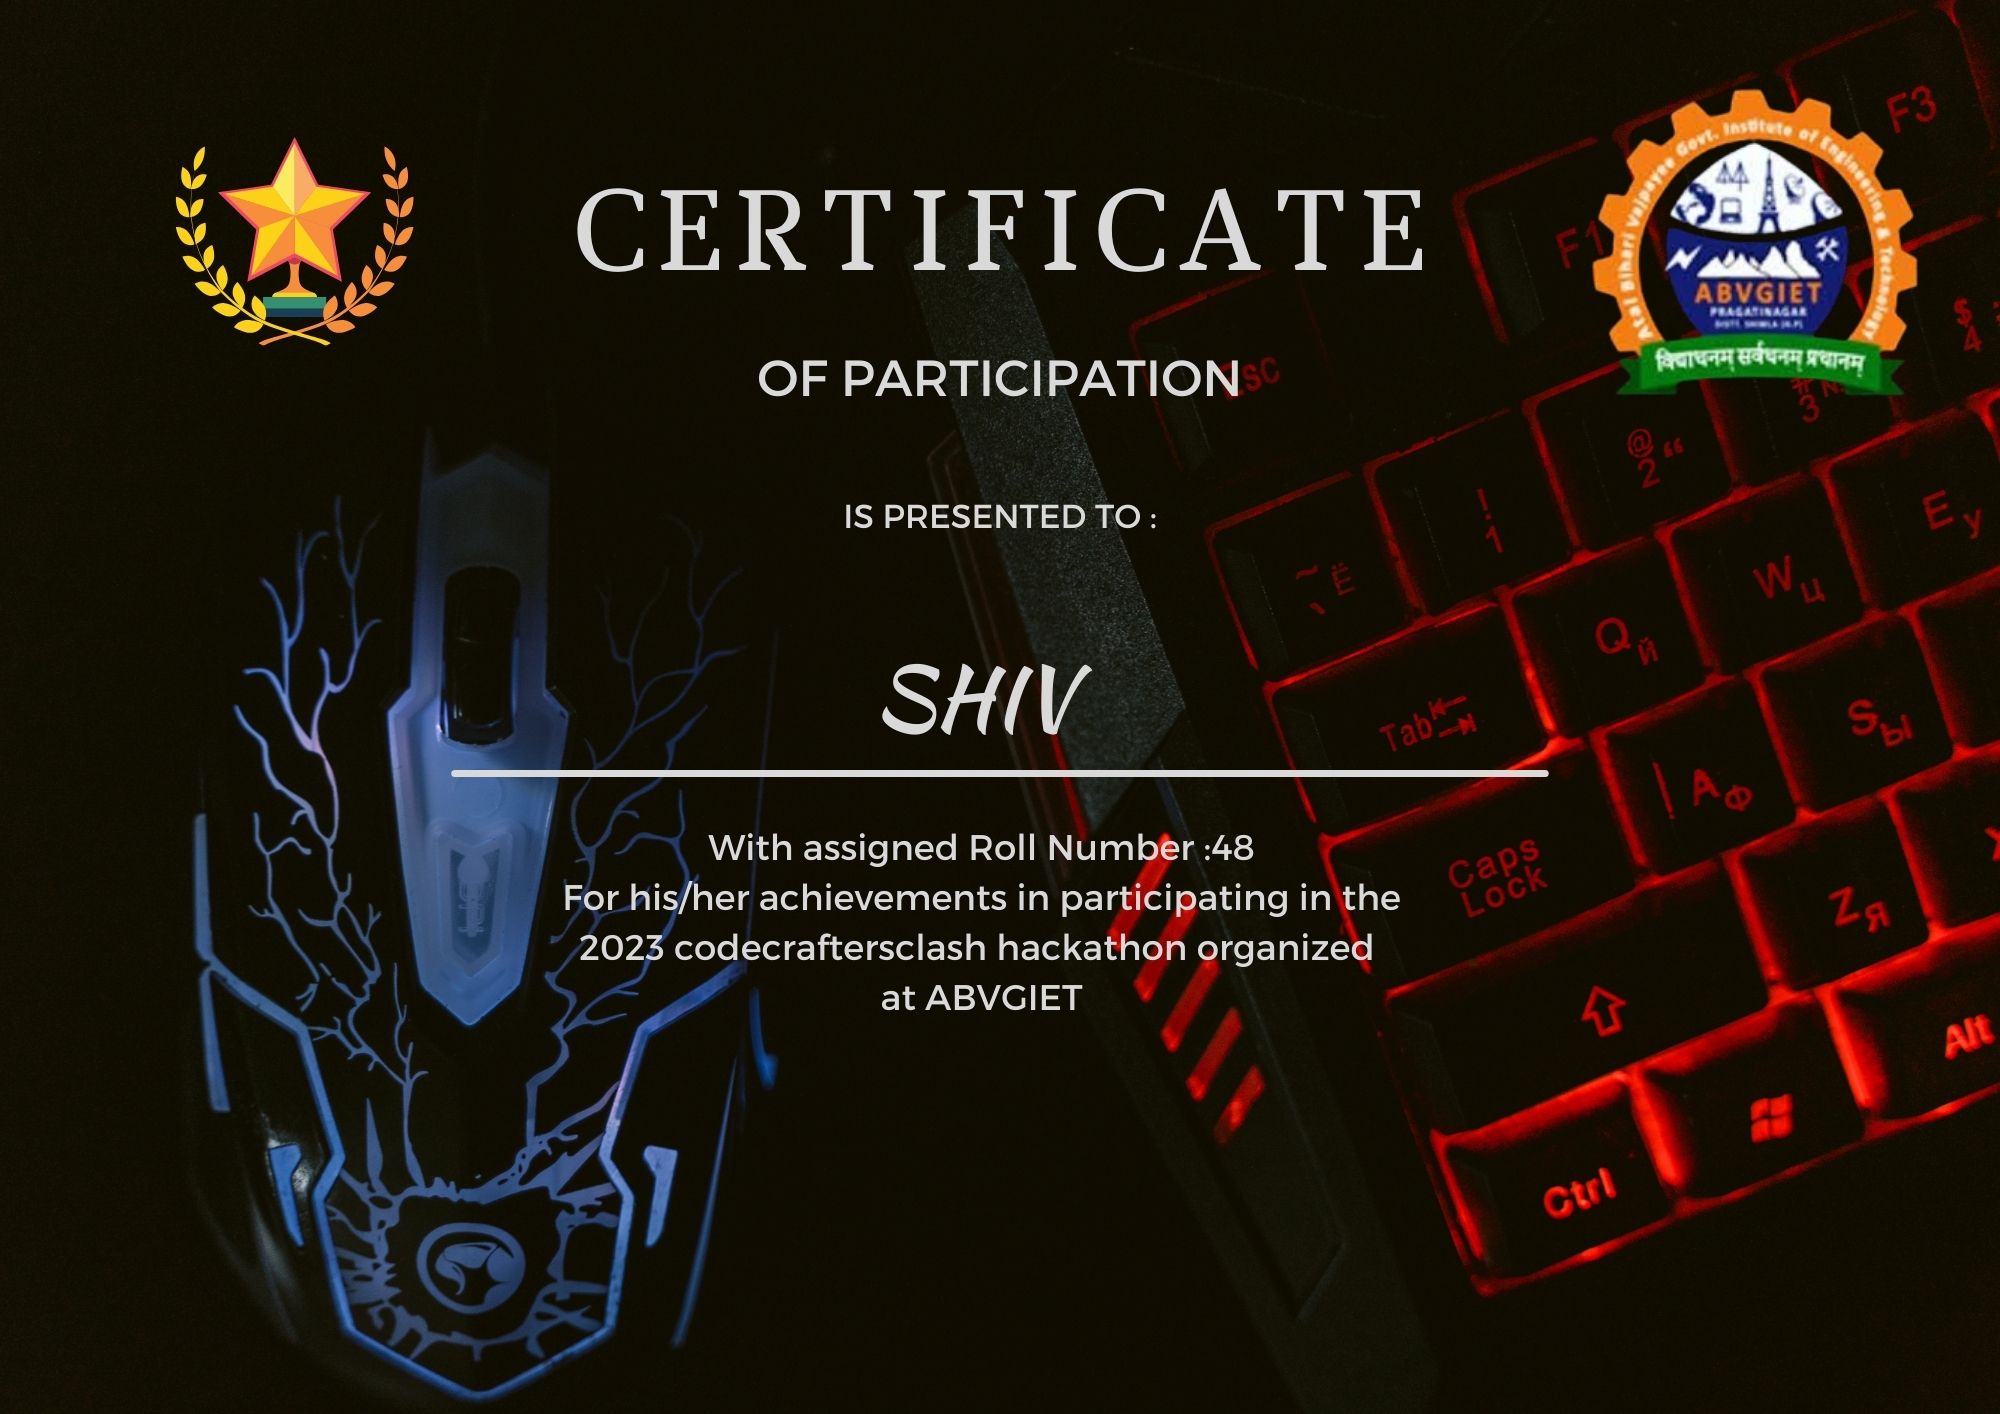 CERTIFICATE
OF PARTICIPATION
IS PRESENTED TO :
SHIV
With assigned Roll Number :48
For his/her achievements in participating in the
2023 codecraftersclash hackathon organized
at ABVGIET
Atal Bihari Vajpayee Govt. Institute of Engineering & Technology
ABVGIET
PRAGATINAGAR
DISTT. SHIMLA (H.P)
विद्याधनम् सर्वधनम् प्रधानम्
F1
F3
Esc
$
4
#
3 №
@ “
2
!
1
~ Ё
Tab
Q Й
W Ц
E У
Caps
Lock
A Ф
S Ы
Z Я
Ctrl
Alt